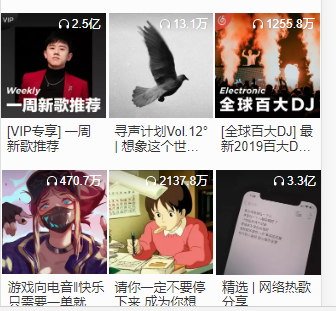 VIP
2.5亿
Weekly
一周新歌推荐
[VIP专享] 一周
新歌推荐
13.1万
寻声计划Vol.12°
| 想象这个世...
1255.8万
Electronic
全球百大DJ
[全球百大DJ] 最
新2019百大D...
470.7万
游戏向电音‖快乐
只需要一单就
2137.8万
请你一定不要停
下来 成为你想
3.3亿
精选 | 网络热歌
分享